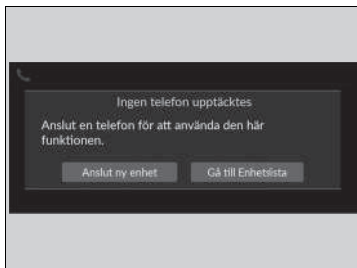 Ingen telefon upptäcktes
Anslut en telefon för att använda den här
funktionen.
Anslut ny enhet
Gå till Enhetslista